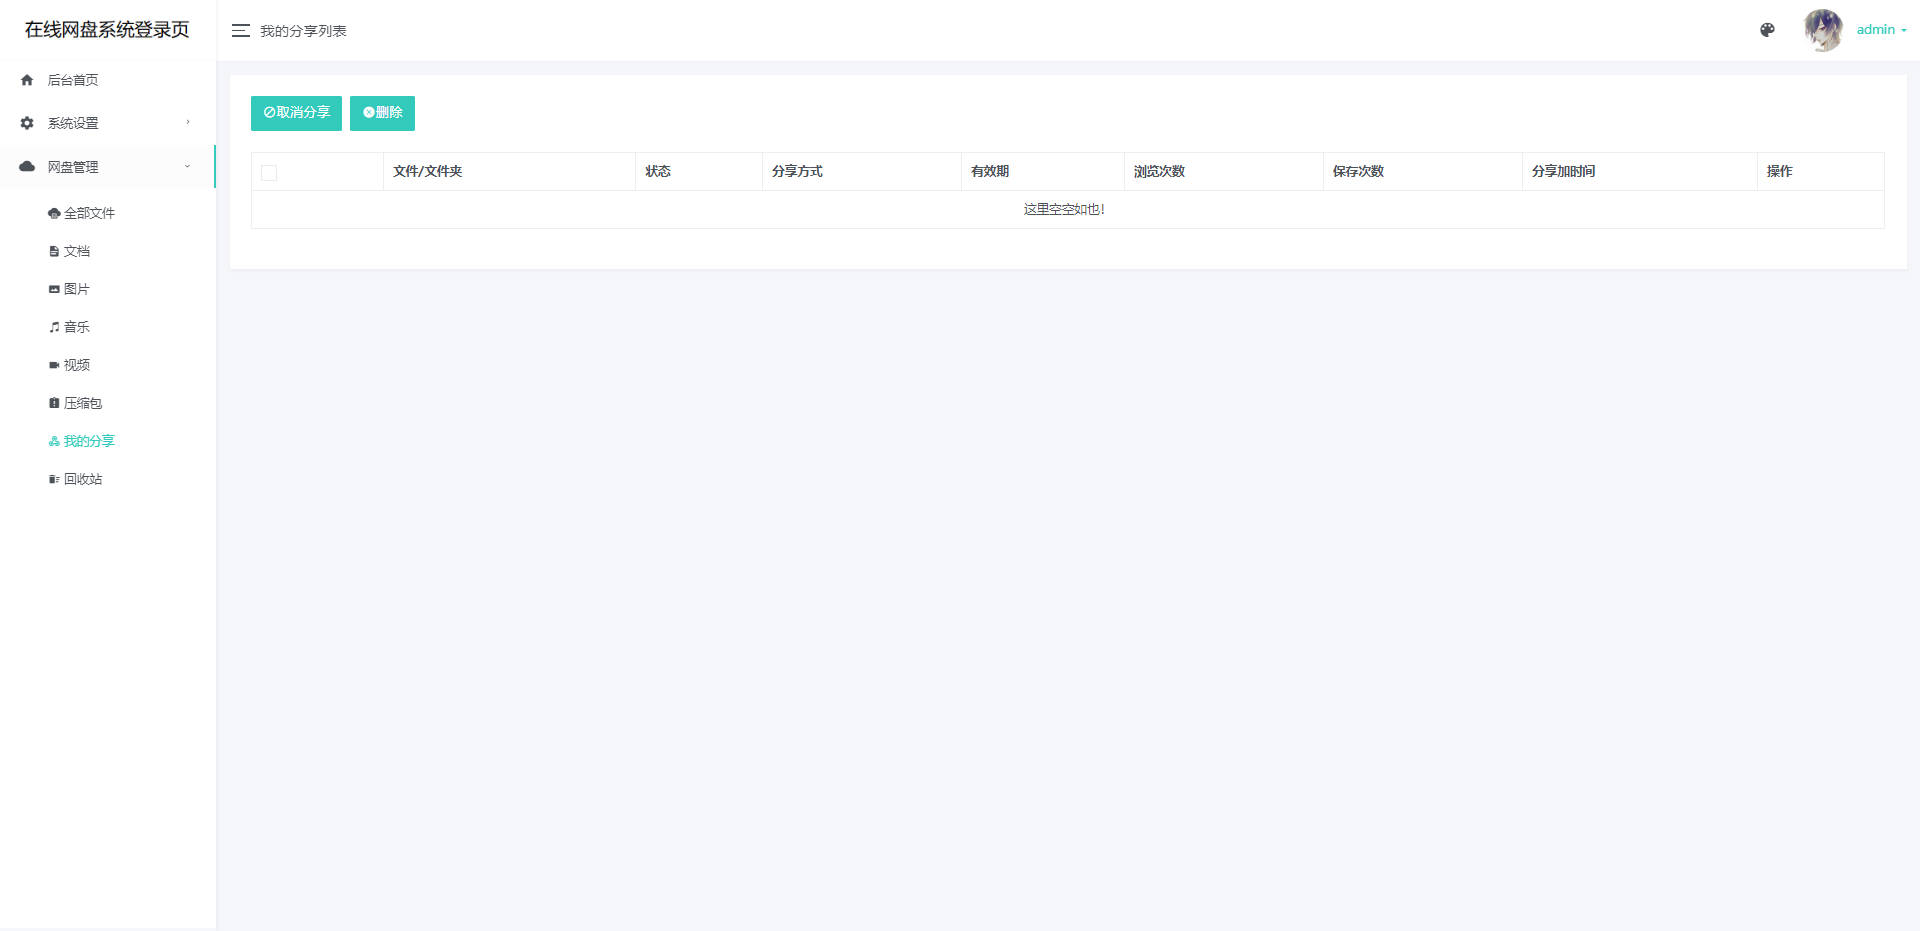 在线网盘系统登录页
我的分享列表
admin
后台首页
系统设置
网盘管理
全部文件
文档
图片
音乐
视频
压缩包
我的分享
回收站
取消分享 删除
文件/文件夹 状态 分享方式 有效期 浏览次数 保存次数 分享加时间 操作
这里空空如也!